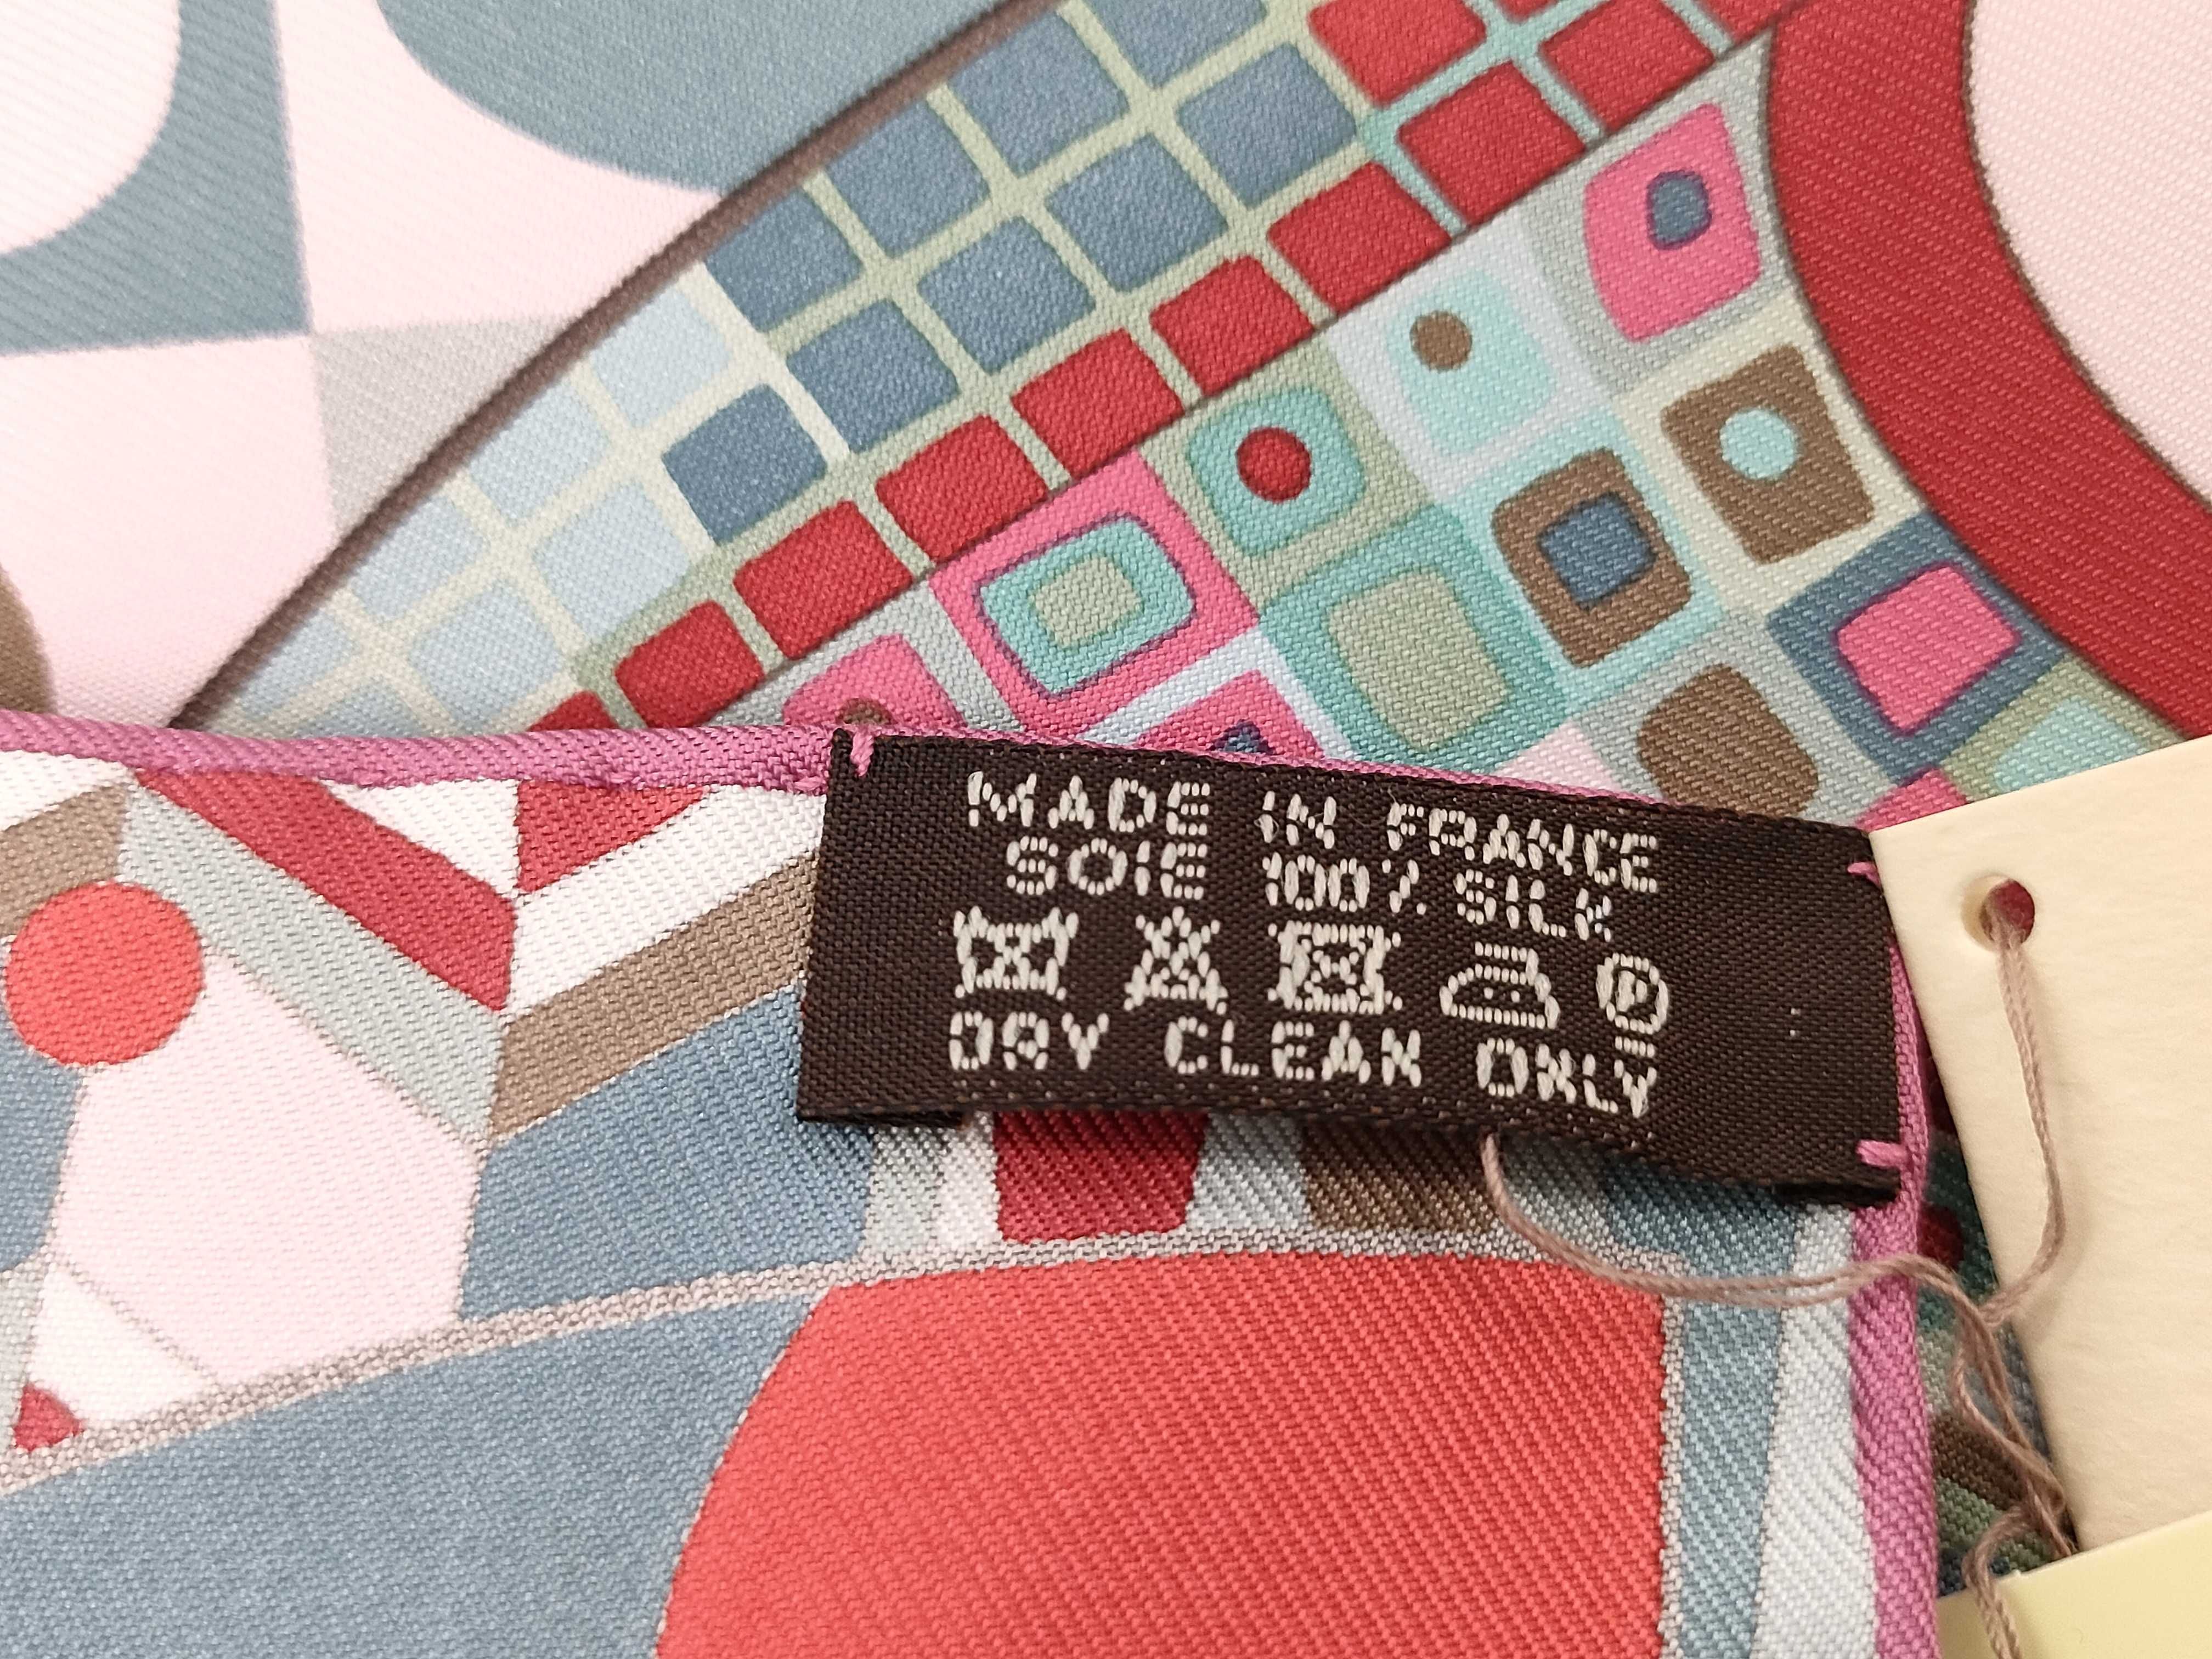 MADE IN FRANCE
SOIE 100% SILK
P
DRY CLEAN ONLY